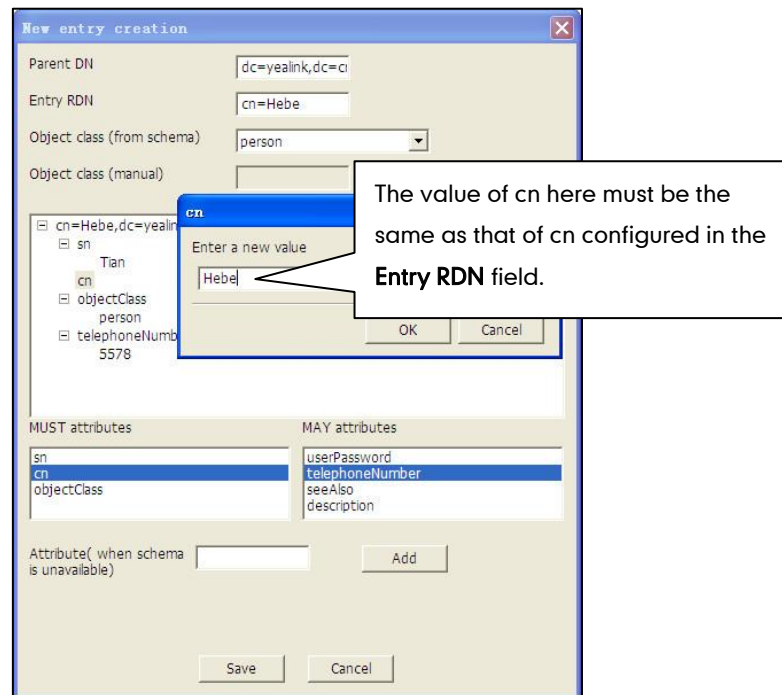 New entry creation
Parent DN
dc=yealink,dc=cr
Entry RDN
cn=Hebe
Object class (from schema)
person
Object class (manual)
The value of cn here must be the
same as that of cn configured in the
Entry RDN field.
cn
Enter a new value
Hebe
OK
Cancel
cn=Hebe,dc=yealin
sn
Tian
cn
objectClass
person
telephoneNumb
5578
MUST attributes
MAY attributes
sn
cn
objectClass
userPassword
telephoneNumber
seeAlso
description
Attribute( when schema
is unavailable)
Add
Save
Cancel